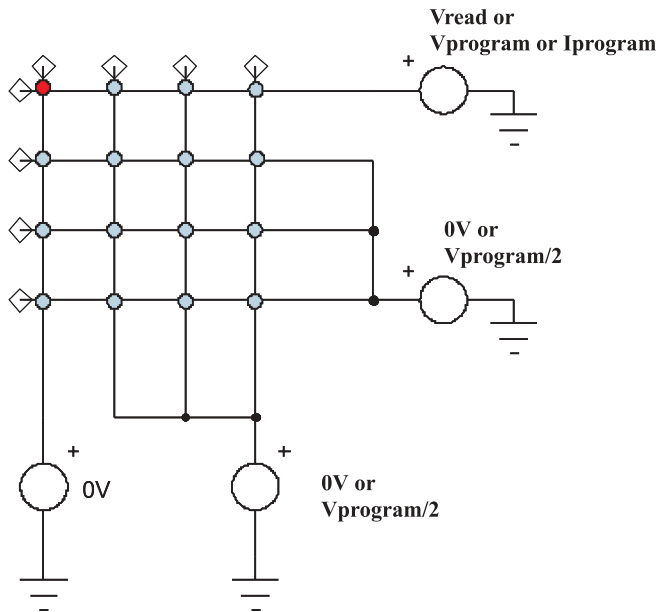 Vread or
Vprogram or Iprogram
+
0V or
Vprogram/2
+
+
0V
+
0V or
Vprogram/2